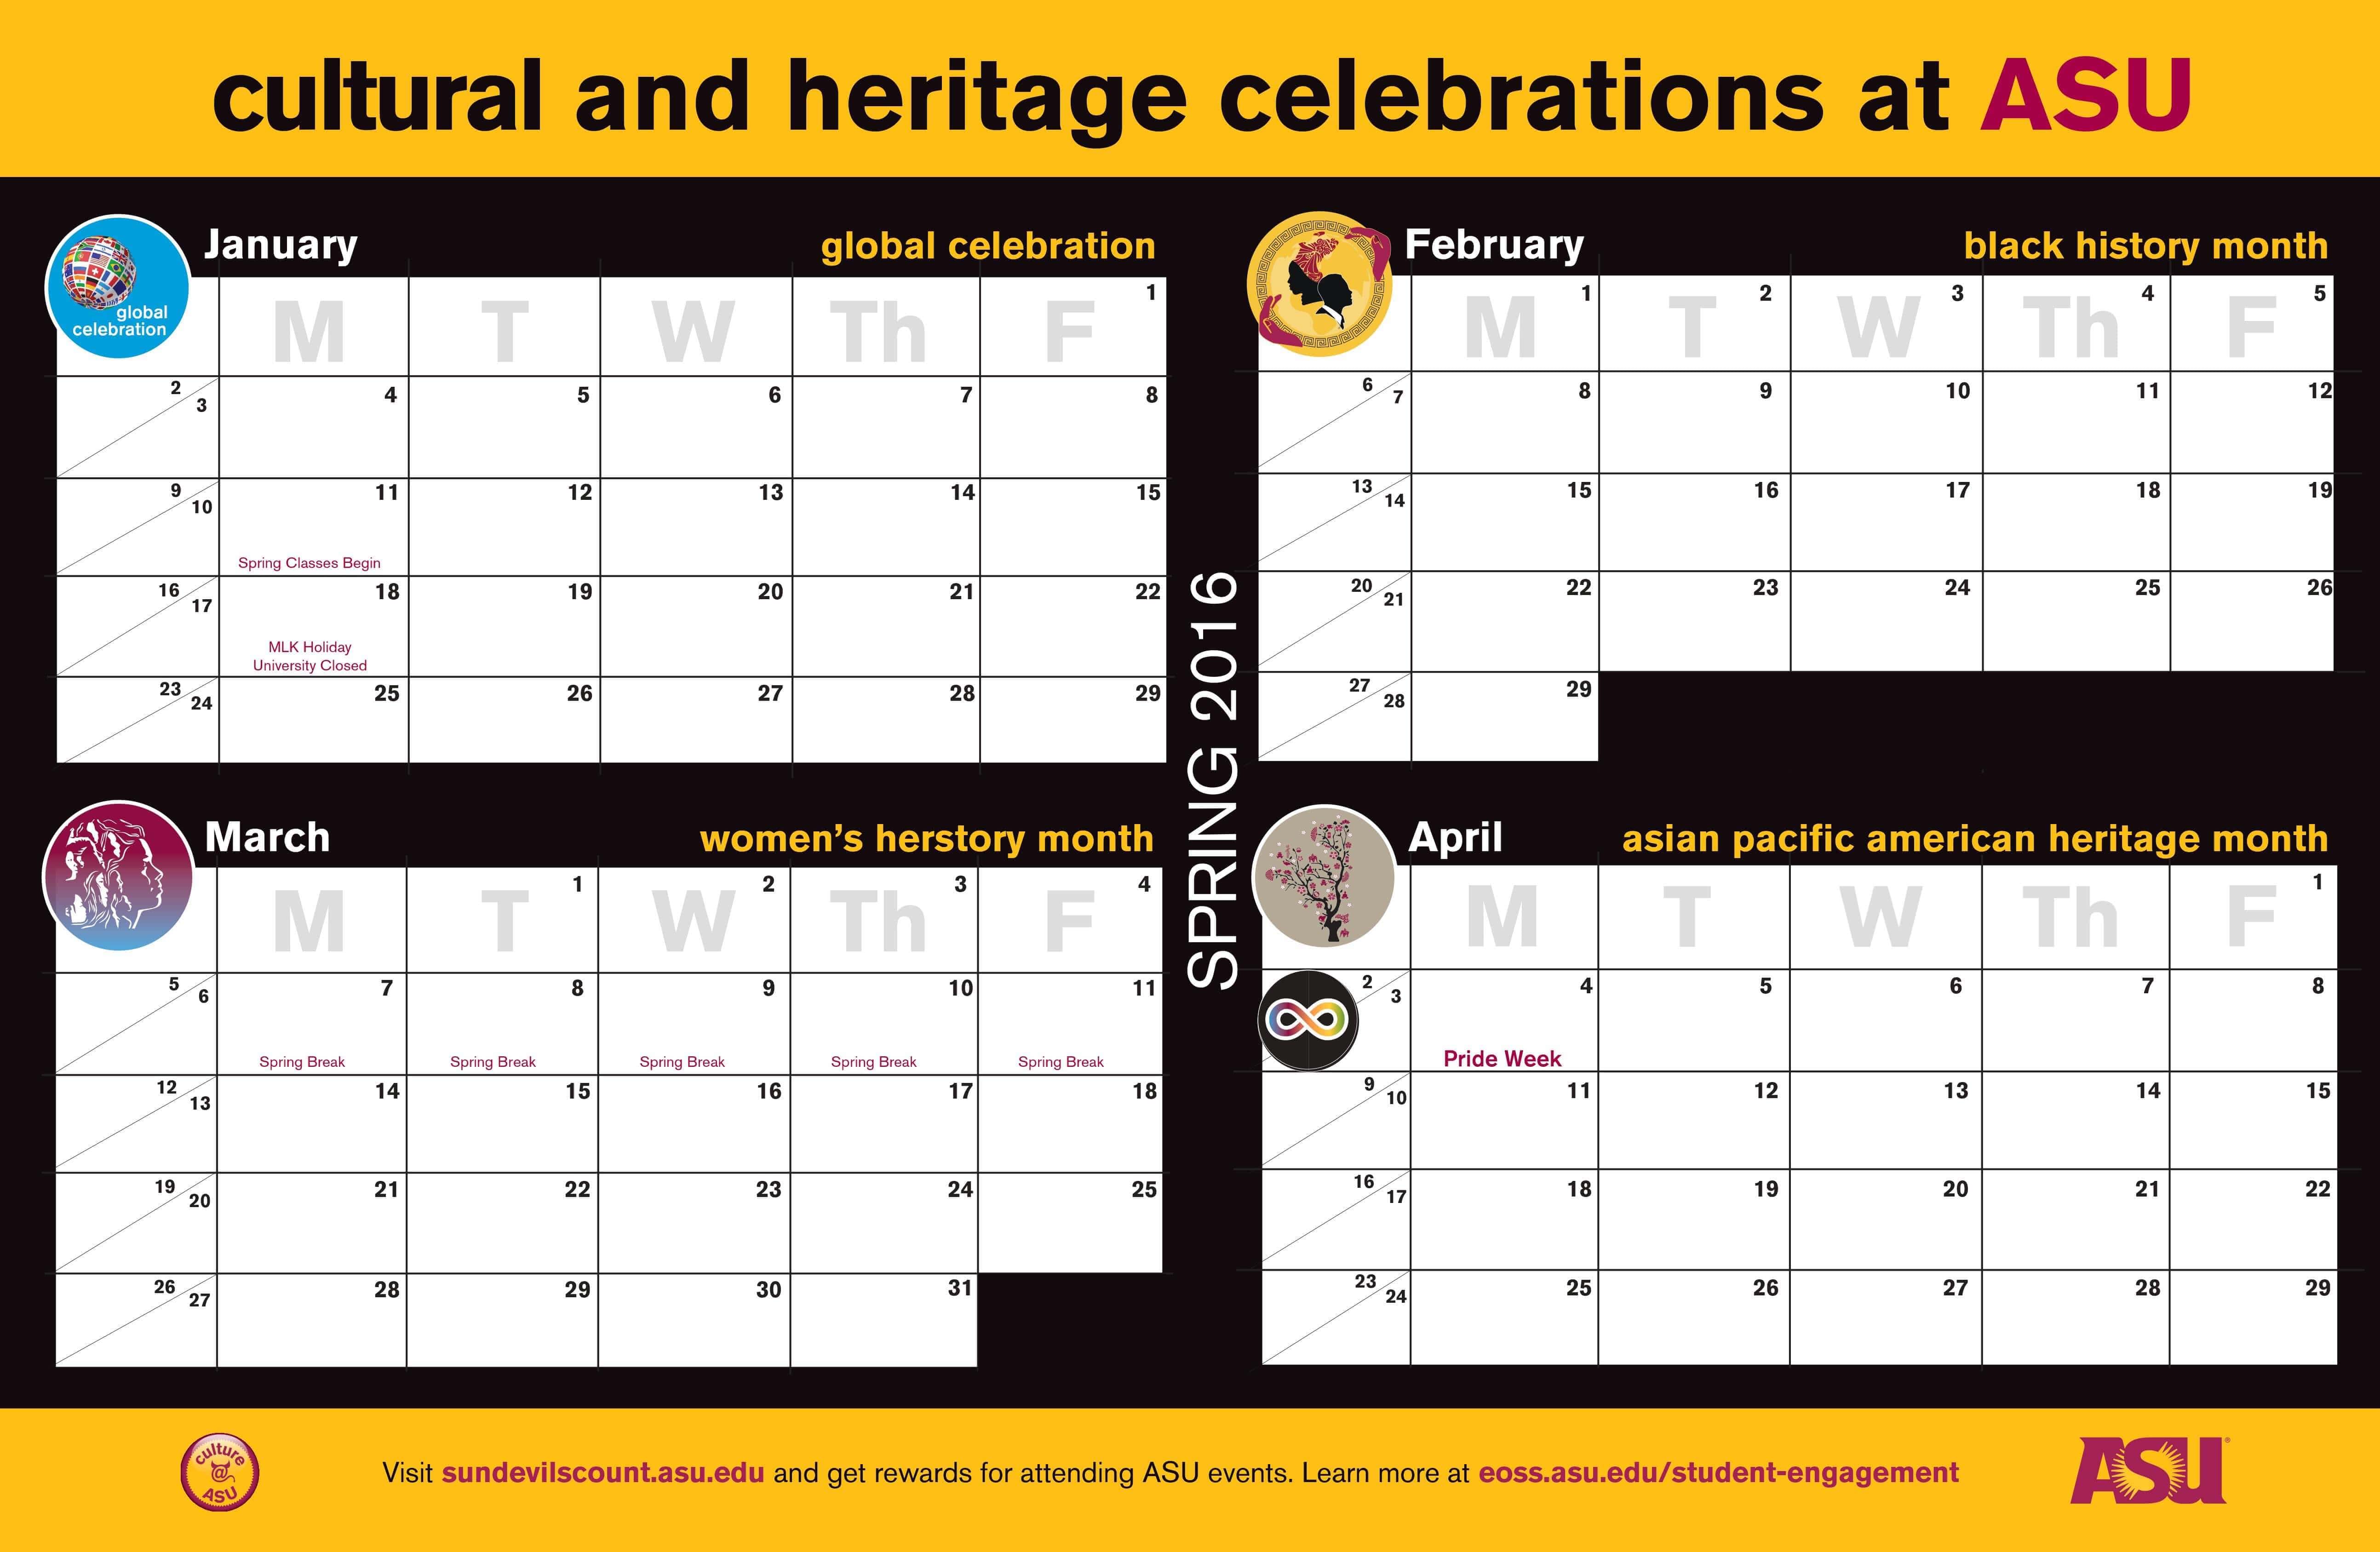 cultural and heritage celebrations at ASU
January global celebration
global
celebration
M T W Th F 1
2 3 4 5 6 7 8
9 10 11 12 13 14 15
Spring Classes Begin
16 17 18 19 20 21 22
MLK Holiday
University Closed
23 24 25 26 27 28 29
February black history month
M 1 T 2 W 3 Th 4 F 5
6 7 8 9 10 11 12
13 14 15 16 17 18 19
20 21 22 23 24 25 26
27 28 29
SPRING 2016
March women’s herstory month
M T 1 W 2 Th 3 F 4
5 6 7 8 9 10 11
Spring Break Spring Break Spring Break Spring Break Spring Break
12 13 14 15 16 17 18
19 20 21 22 23 24 25
26 27 28 29 30 31
April asian pacific american heritage month
M T W Th F 1
2 3 4 5 6 7 8
Pride Week
9 10 11 12 13 14 15
16 17 18 19 20 21 22
23 24 25 26 27 28 29
culture
@
ASU
Visit sundevilscount.asu.edu and get rewards for attending ASU events. Learn more at eoss.asu.edu/student-engagement
ASU®